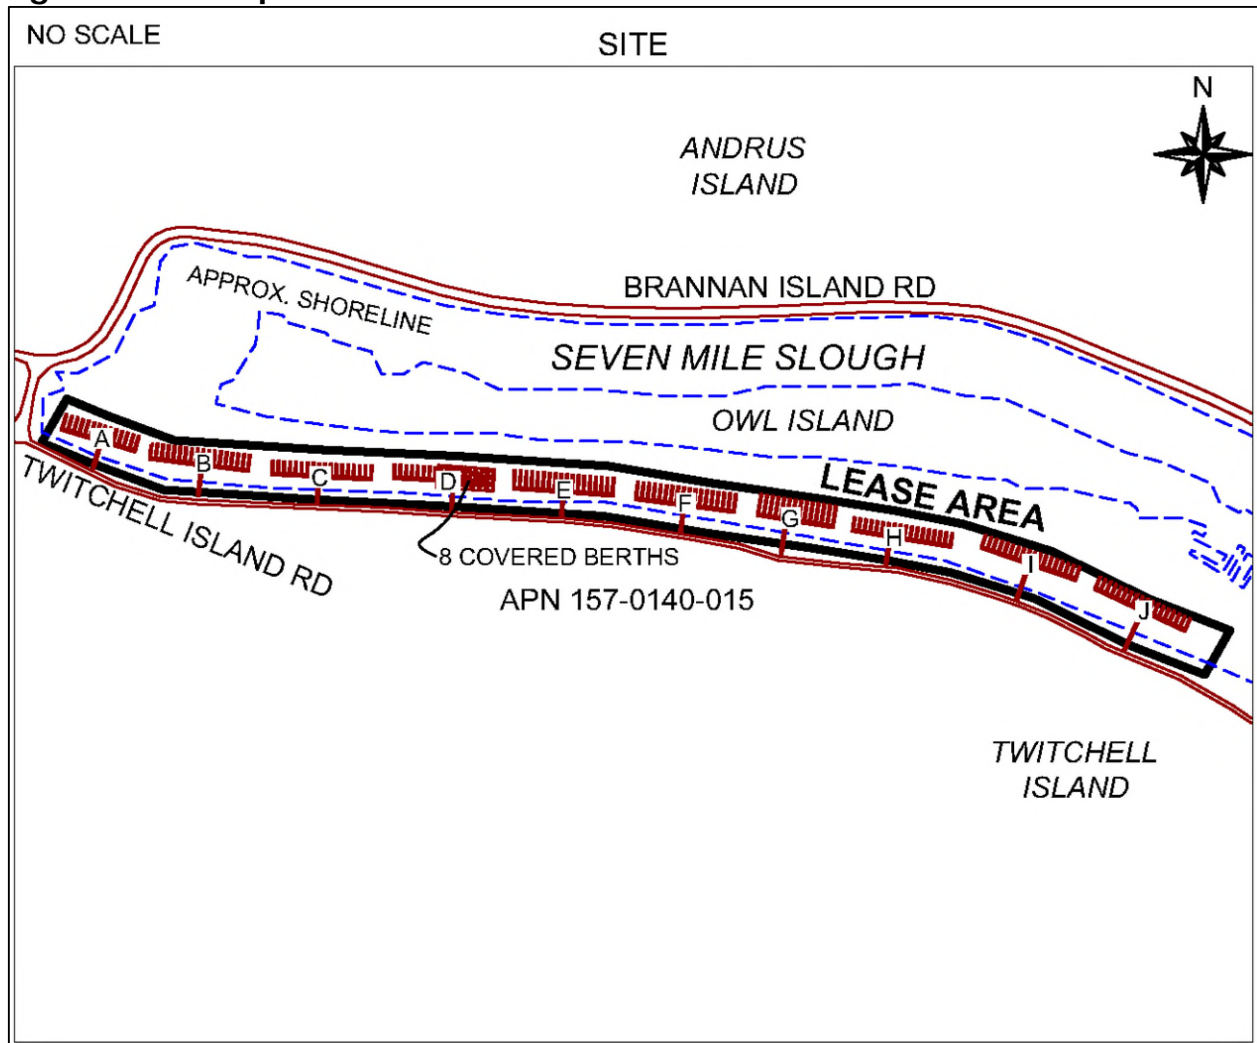 NO SCALE
SITE
N
ANDRUS
ISLAND
BRANNAN ISLAND RD
APPROX. SHORELINE
SEVEN MILE SLOUGH
OWL ISLAND
LEASE AREA
A
B
C
D
E
F
G
H
I
J
TWITCHELL ISLAND RD
8 COVERED BERTHS
APN 157-0140-015
TWITCHELL
ISLAND